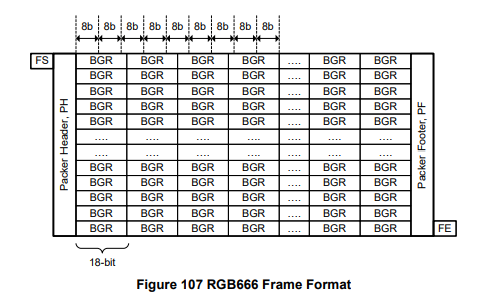 8b 8b 8b 8b 8b 8b 8b 8b
FS
Packer Header, PH
BGR BGR BGR BGR .... BGR BGR
BGR BGR BGR BGR .... BGR BGR
BGR BGR BGR BGR .... BGR BGR
BGR BGR BGR BGR .... BGR BGR
BGR BGR BGR BGR .... BGR BGR
.... .... .... .... .... .... ....
.... .... .... .... .... .... ....
BGR BGR BGR BGR .... BGR BGR
BGR BGR BGR BGR .... BGR BGR
BGR BGR BGR BGR .... BGR BGR
BGR BGR BGR BGR .... BGR BGR
BGR BGR BGR BGR .... BGR BGR
Packer Footer, PF
FE
18-bit
Figure 107 RGB666 Frame Format